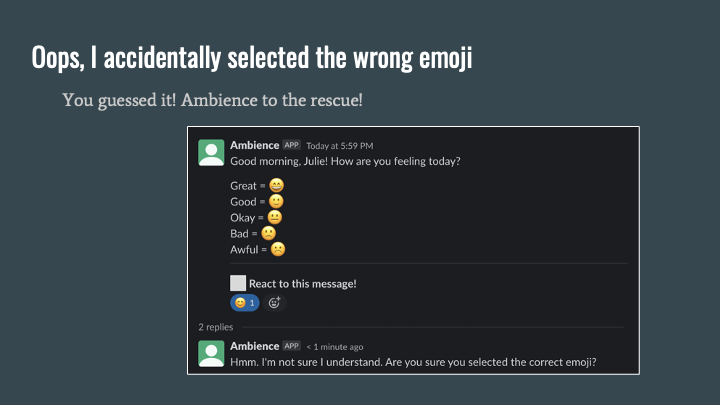 Oops, I accidentally selected the wrong emoji
You guessed it! Ambience to the rescue!
Ambience APP Today at 5:59 PM
Good morning, Julie! How are you feeling today?
Great = 😄
Good = 🙂
Okay = 😐
Bad = 🙁
Awful = ☹️
React to this message!
😊 1
2 replies
Ambience APP < 1 minute ago
Hmm. I'm not sure I understand. Are you sure you selected the correct emoji?